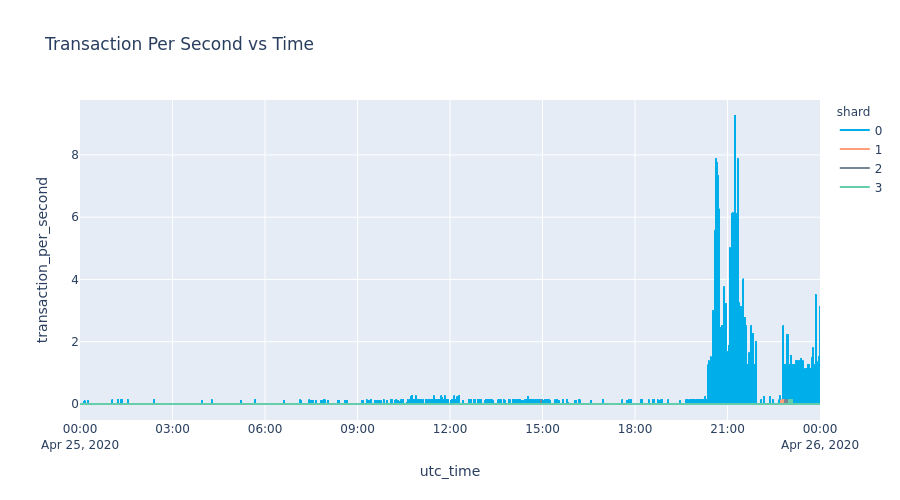 Transaction Per Second vs Time
shard
0
1
2
3
8
6
4
2
0
transaction_per_second
00:00 03:00 06:00 09:00 12:00 15:00 18:00 21:00 00:00
Apr 25, 2020 Apr 26, 2020
utc_time